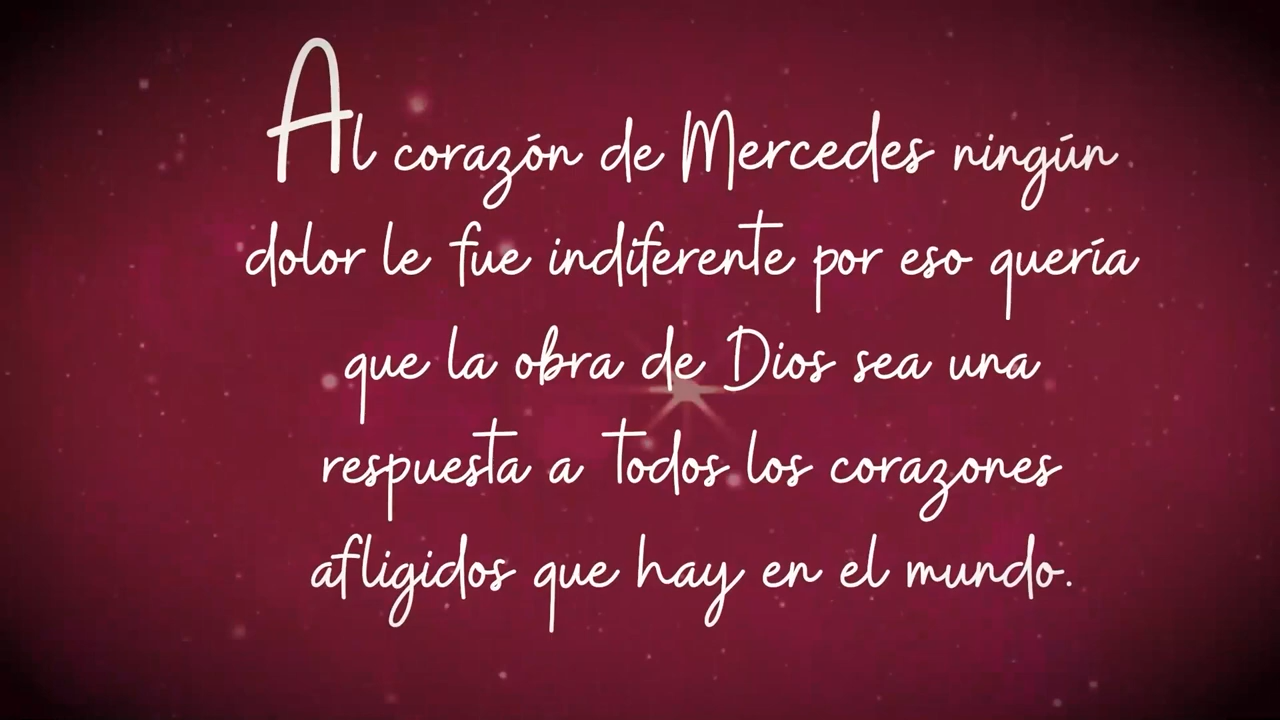 Al corazón de Mercedes ningún
dolor le fue indiferente por eso quería
que la obra de Dios sea una
respuesta a todos los corazones
afligidos que hay en el mundo.